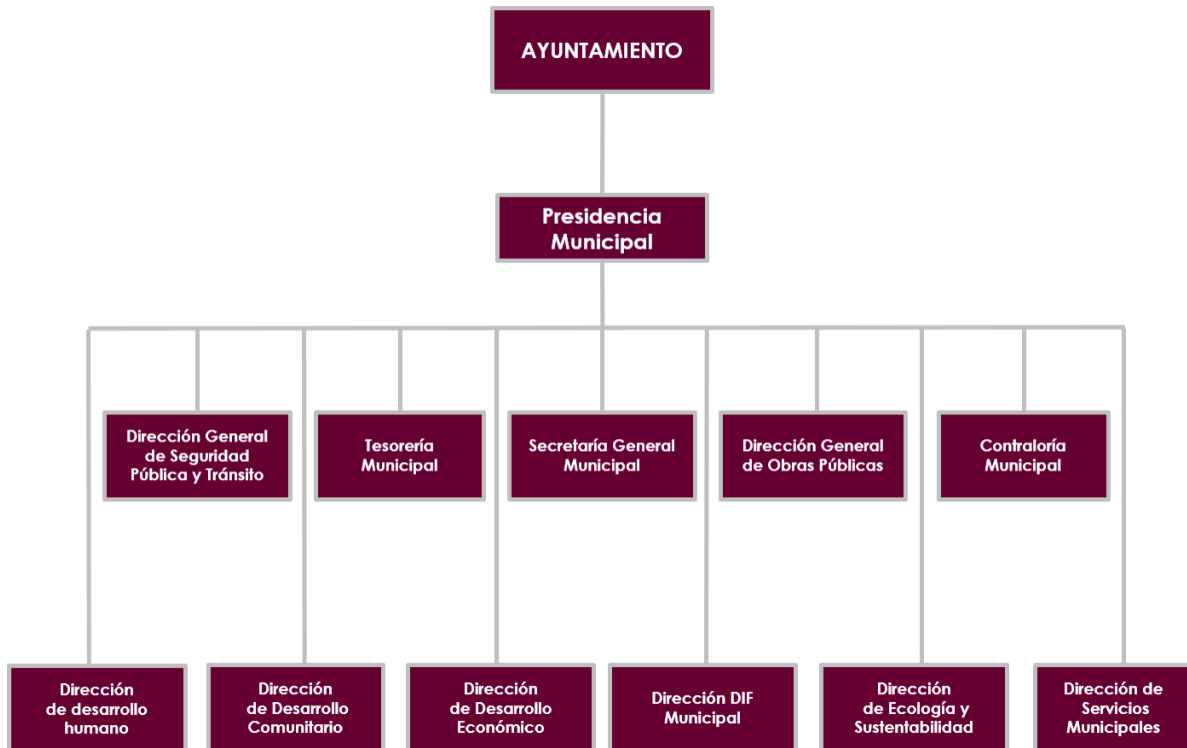 AYUNTAMIENTO
Presidencia
Municipal
Dirección General
de Seguridad
Pública y Tránsito
Tesorería
Municipal
Secretaría General
Municipal
Dirección General
de Obras Públicas
Contraloría
Municipal
Dirección
de desarrollo
humano
Dirección
de Desarrollo
Comunitario
Dirección
de Desarrollo
Económico
Dirección DIF
Municipal
Dirección
de Ecología y
Sustentabilidad
Dirección de
Servicios
Municipales